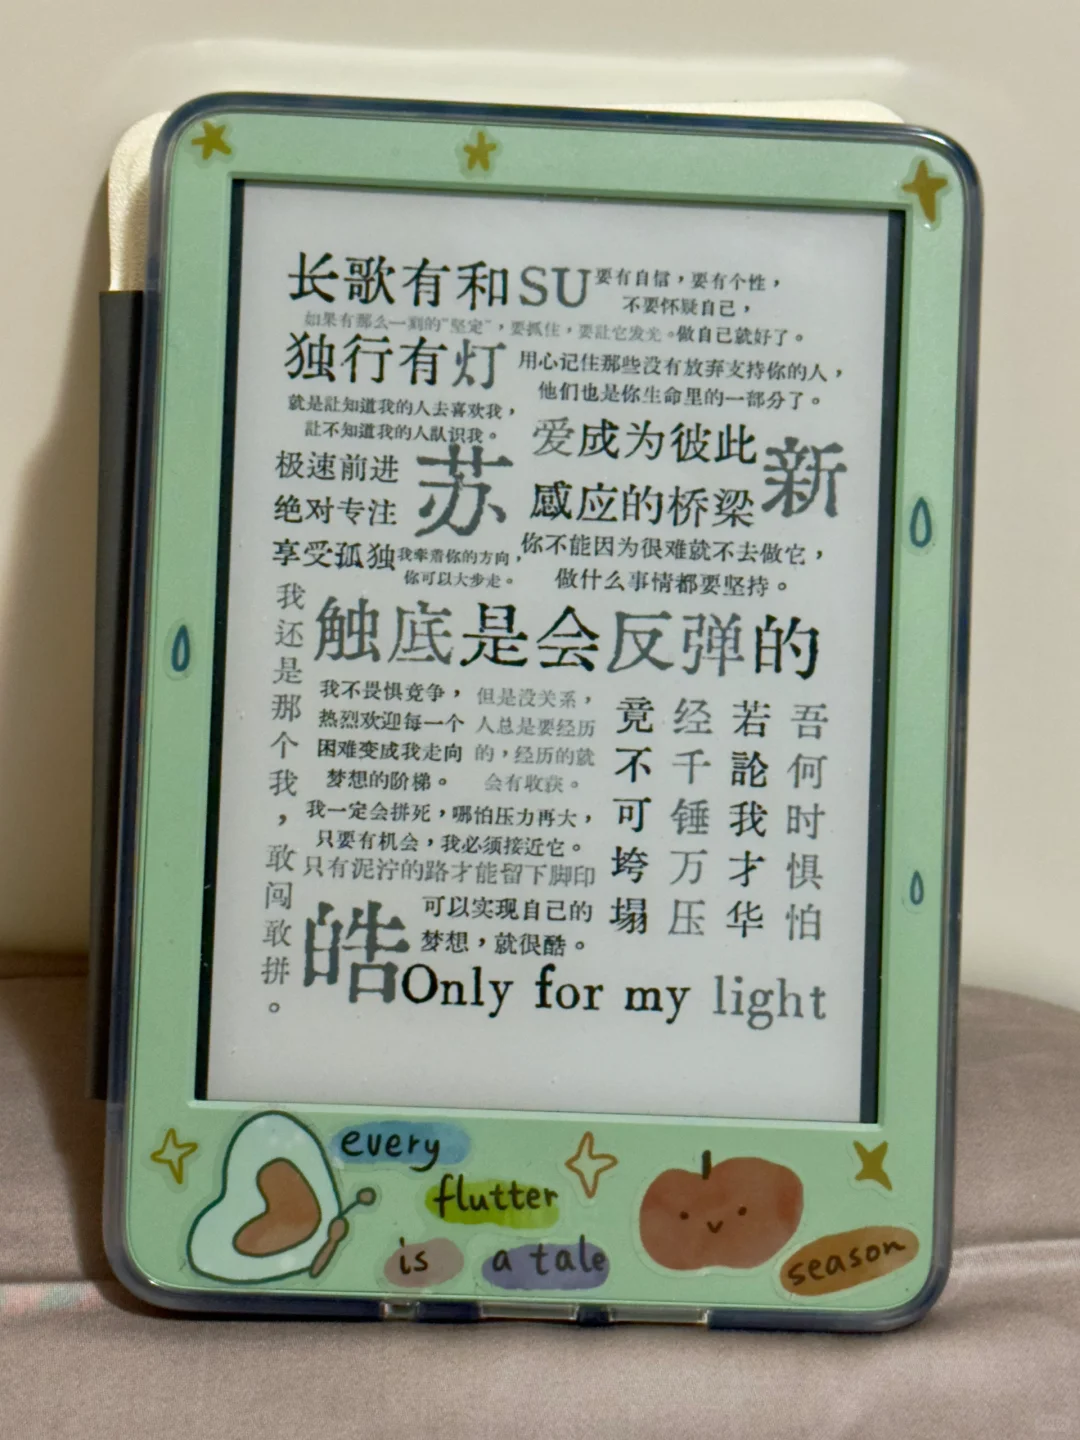 长歌有和SU
要有自信，要有个性，
不要怀疑自己，
做自己就好了。
如果有那么一刻的“坚定”，要抓住，要让它发光。
独行有灯
用心记住那些没有放弃支持你的人，
他们也是你生命里的一部分了。
就是让知道我的人去喜欢我，
让不知道我的人认识我。
极速前进
绝对专注
享受孤独
苏
爱成为彼此
感应的桥梁
新
我牵着你的方向，
你可以大步走。
你不能因为很难就不去做它，
做什么事情都要坚持。
我还是那个我，敢闯敢拼。
触底是会反弹的
我不畏惧竞争，
热烈欢迎每一个
困难变成我走向
梦想的阶梯。
但是没关系，
人总是要经历
的，经历的就
会有收获。
吾何时惧怕
若論我才华
经千锤万压
竟不可垮塌
我一定会拼死，哪怕压力再大，
只要有机会，我必须接近它。
只有泥泞的路才能留下脚印
皓
可以实现自己的
梦想，就很酷。
Only for my light
every
flutter
is a tale
season